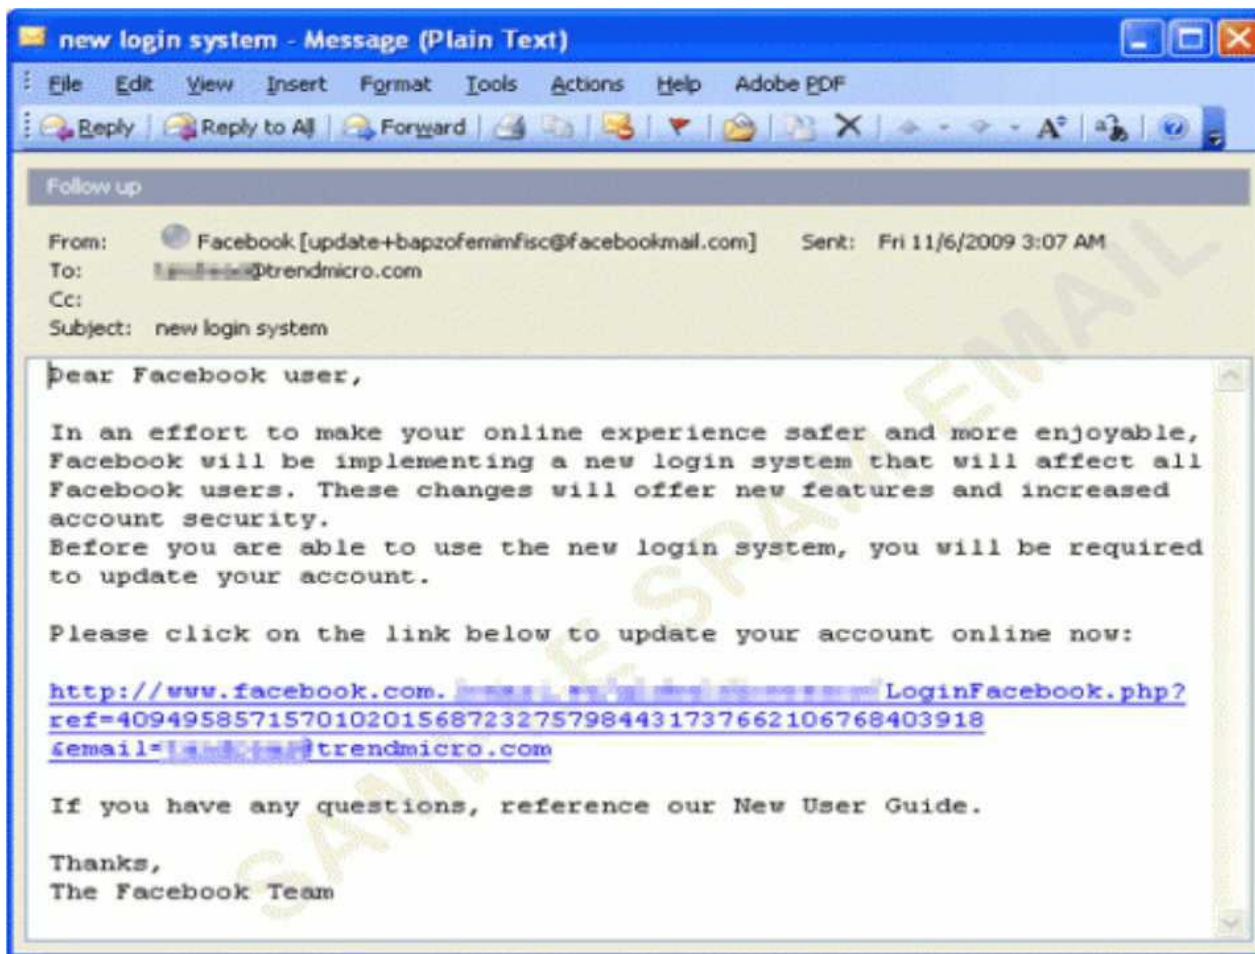 new login system - Message (Plain Text)
File Edit View Insert Format Tools Actions Help Adobe PDF
Reply Reply to All Forward
Follow up
From: Facebook [update+bapzofemimfisc@facebookmail.com] Sent: Fri 11/6/2009 3:07 AM
To: @trendmicro.com
Cc:
Subject: new login system
Dear Facebook user,
In an effort to make your online experience safer and more enjoyable,
Facebook will be implementing a new login system that will affect all
Facebook users. These changes will offer new features and increased
account security.
Before you are able to use the new login system, you will be required
to update your account.
Please click on the link below to update your account online now:
http://www.facebook.com. LoginFacebook.php?
ref=4094958571570102015687232757984431737662106768403918
&email= @trendmicro.com
If you have any questions, reference our New User Guide.
Thanks,
The Facebook Team
SAMPLE SPAM EMAIL